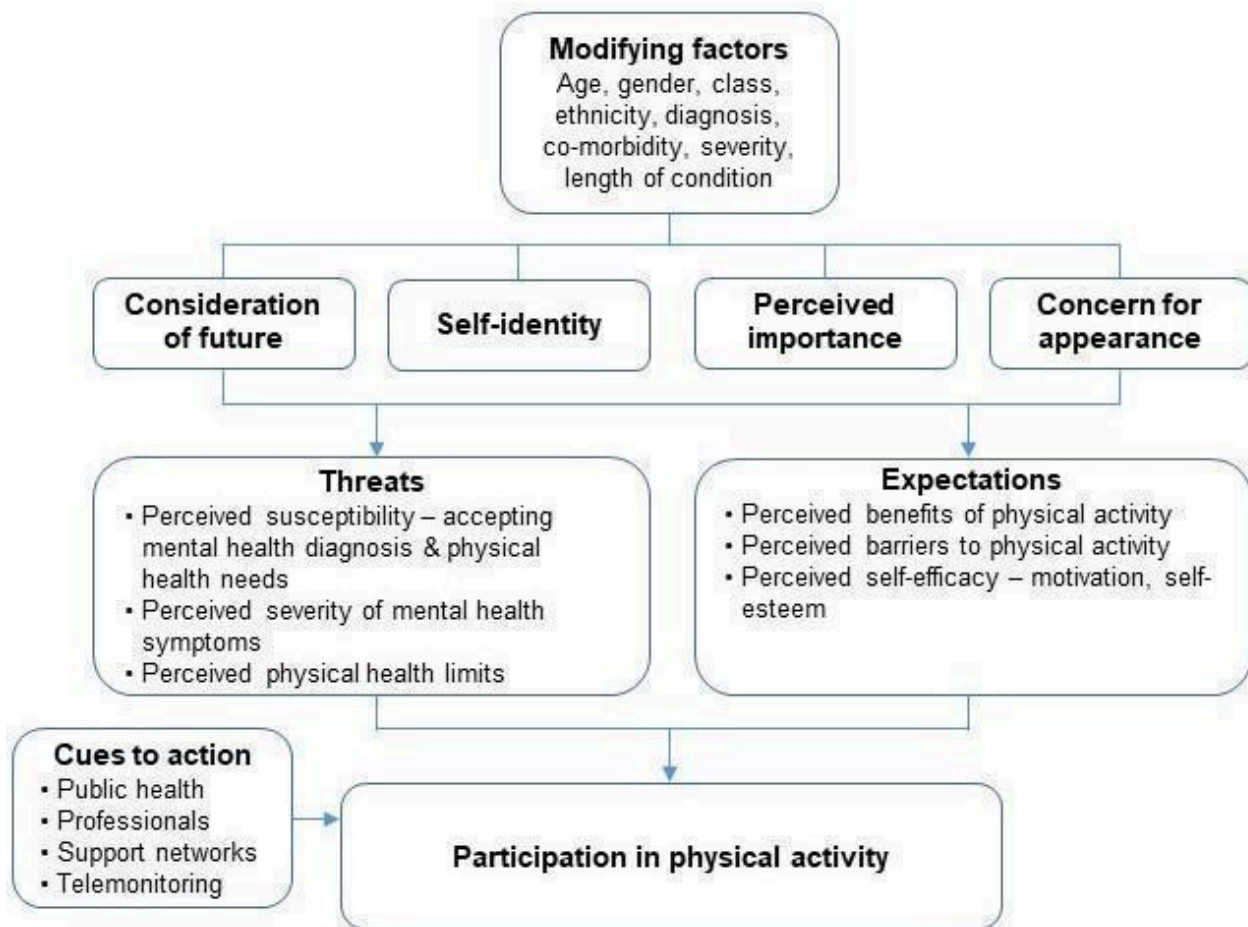 Modifying factors
Age, gender, class,
ethnicity, diagnosis,
co-morbidity, severity,
length of condition
Consideration
of future
Self-identity
Perceived
importance
Concern for
appearance
Threats
• Perceived susceptibility – accepting
mental health diagnosis & physical
health needs
• Perceived severity of mental health
symptoms
• Perceived physical health limits
Expectations
• Perceived benefits of physical activity
• Perceived barriers to physical activity
• Perceived self-efficacy – motivation, self-
esteem
Cues to action
• Public health
• Professionals
• Support networks
• Telemonitoring
Participation in physical activity